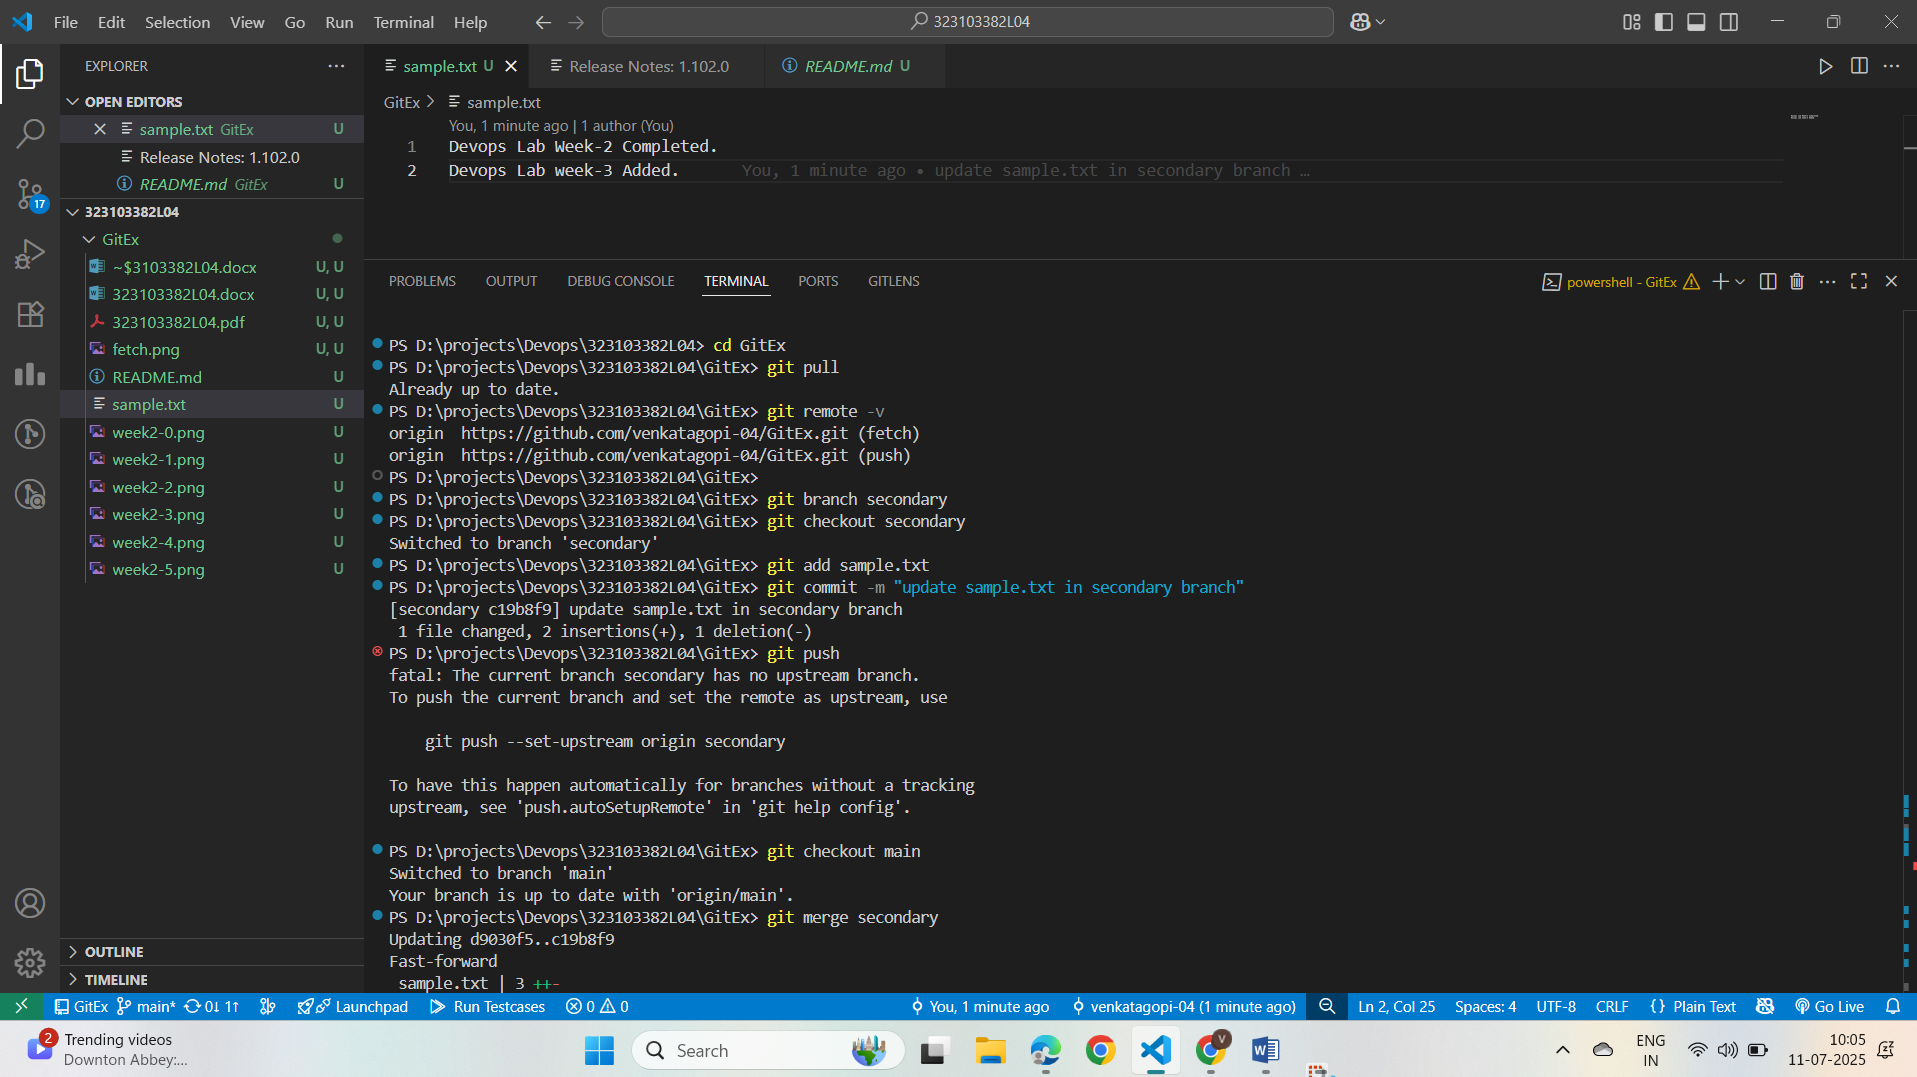 File Edit Selection View Go Run Terminal Help
323103382L04
EXPLORER
OPEN EDITORS
sample.txt GitEx U
Release Notes: 1.102.0
README.md GitEx U
17
323103382L04
GitEx
~$3103382L04.docx U, U
323103382L04.docx U, U
323103382L04.pdf U, U
fetch.png U, U
README.md U
sample.txt U
week2-0.png U
week2-1.png U
week2-2.png U
week2-3.png U
week2-4.png U
week2-5.png U
OUTLINE
TIMELINE
sample.txt U Release Notes: 1.102.0 README.md U
GitEx > sample.txt
You, 1 minute ago | 1 author (You)
1 Devops Lab Week-2 Completed.
2 Devops Lab week-3 Added. You, 1 minute ago • update sample.txt in secondary branch …
PROBLEMS OUTPUT DEBUG CONSOLE TERMINAL PORTS GITLENS
powershell - GitEx
PS D:\projects\Devops\323103382L04> cd GitEx
PS D:\projects\Devops\323103382L04\GitEx> git pull
Already up to date.
PS D:\projects\Devops\323103382L04\GitEx> git remote -v
origin  https://github.com/venkatagopi-04/GitEx.git (fetch)
origin  https://github.com/venkatagopi-04/GitEx.git (push)
PS D:\projects\Devops\323103382L04\GitEx>
PS D:\projects\Devops\323103382L04\GitEx> git branch secondary
PS D:\projects\Devops\323103382L04\GitEx> git checkout secondary
Switched to branch 'secondary'
PS D:\projects\Devops\323103382L04\GitEx> git add sample.txt
PS D:\projects\Devops\323103382L04\GitEx> git commit -m "update sample.txt in secondary branch"
[secondary c19b8f9] update sample.txt in secondary branch
1 file changed, 2 insertions(+), 1 deletion(-)
PS D:\projects\Devops\323103382L04\GitEx> git push
fatal: The current branch secondary has no upstream branch.
To push the current branch and set the remote as upstream, use
git push --set-upstream origin secondary
To have this happen automatically for branches without a tracking
upstream, see 'push.autoSetupRemote' in 'git help config'.
PS D:\projects\Devops\323103382L04\GitEx> git checkout main
Switched to branch 'main'
Your branch is up to date with 'origin/main'.
PS D:\projects\Devops\323103382L04\GitEx> git merge secondary
Updating d9030f5..c19b8f9
Fast-forward
sample.txt | 3 ++-
GitEx main* 0↓ 1↑ Launchpad Run Testcases 0 0 You, 1 minute ago venkatagopi-04 (1 minute ago) Ln 2, Col 25 Spaces: 4 UTF-8 CRLF {} Plain Text Go Live
2 Trending videos
Downton Abbey:...
Search
V
ENG
IN
10:05
11-07-2025